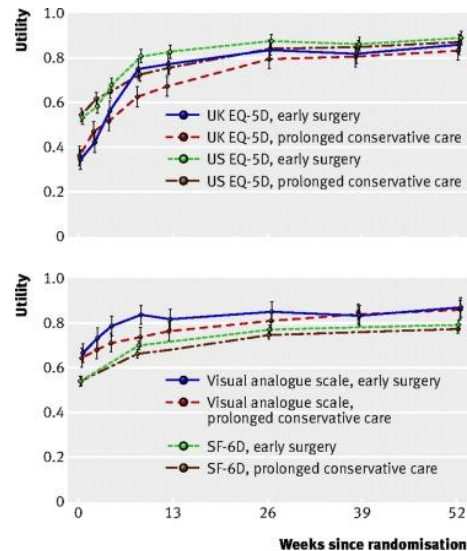 Utility
1.0
0.8
0.6
0.4
0.2
0
UK EQ-5D, early surgery
UK EQ-5D, prolonged conservative care
US EQ-5D, early surgery
US EQ-5D, prolonged conservative care
Utility
1.0
0.8
0.6
0.4
0.2
0
Visual analogue scale, early surgery
Visual analogue scale,
prolonged conservative care
SF-6D, early surgery
SF-6D, prolonged conservative care
0 13 26 39 52
Weeks since randomisation